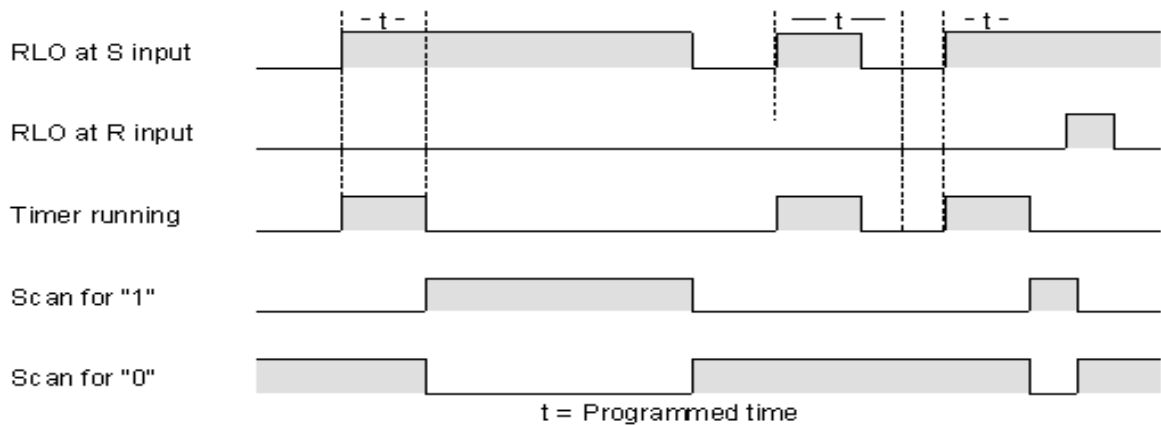 - t -
— t —
- t -
RLO at S input
RLO at R input
Timer running
Scan for "1"
Scan for "0"
t = Programmed time